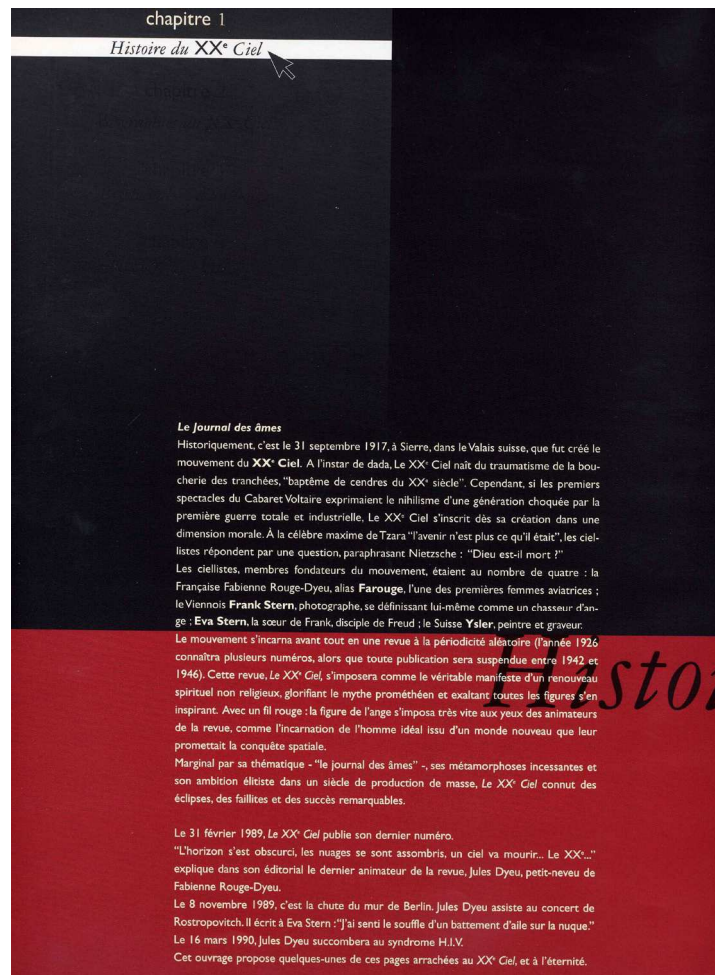 chapitre 1
Histoire du XXe Ciel
Le Journal des âmes
Historiquement, c'est le 31 septembre 1917, à Sierre, dans le Valais suisse, que fut créé le
mouvement du XXe Ciel. A l'instar de dada, Le XXe Ciel naît du traumatisme de la bou-
cherie des tranchées, "baptême de cendres du XXe siècle". Cependant, si les premiers
spectacles du Cabaret Voltaire exprimaient le nihilisme d'une génération choquée par la
première guerre totale et industrielle, Le XXe Ciel s'inscrit dès sa création dans une
dimension morale. À la célèbre maxime de Tzara "l'avenir n'est plus ce qu'il était", les ciel-
listes répondent par une question, paraphrasant Nietzsche : "Dieu est-il mort ?"
Les ciellistes, membres fondateurs du mouvement, étaient au nombre de quatre : la
Française Fabienne Rouge-Dyeu, alias Farouge, l'une des premières femmes aviatrices ;
le Viennois Frank Stern, photographe, se définissant lui-même comme un chasseur d'an-
ge ; Eva Stern, la sœur de Frank, disciple de Freud ; le Suisse Ysler, peintre et graveur.
Le mouvement s'incarna avant tout en une revue à la périodicité aléatoire (l'année 1926
connaîtra plusieurs numéros, alors que toute publication sera suspendue entre 1942 et
1946). Cette revue, Le XXe Ciel, s'imposera comme le véritable manifeste d'un renouveau
spirituel non religieux, glorifiant le mythe prométhéen et exaltant toutes les figures s'en
inspirant. Avec un fil rouge : la figure de l'ange s'imposa très vite aux yeux des animateurs
de la revue, comme l'incarnation de l'homme idéal issu d'un monde nouveau que leur
promettait la conquête spatiale.
Marginal par sa thématique - "le journal des âmes" -, ses métamorphoses incessantes et
son ambition élitiste dans un siècle de production de masse, Le XXe Ciel connut des
éclipses, des faillites et des succès remarquables.
Le 31 février 1989, Le XXe Ciel publie son dernier numéro.
"L'horizon s'est obscurci, les nuages se sont assombris, un ciel va mourir... Le XXe..."
explique dans son éditorial le dernier animateur de la revue, Jules Dyeu, petit-neveu de
Fabienne Rouge-Dyeu.
Le 8 novembre 1989, c'est la chute du mur de Berlin. Jules Dyeu assiste au concert de
Rostropovitch. Il écrit à Eva Stern : "J'ai senti le souffle d'un battement d'aile sur la nuque."
Le 16 mars 1990, Jules Dyeu succombera au syndrome H.I.V.
Cet ouvrage propose quelques-unes de ces pages arrachées au XXe Ciel, et à l'éternité.
Histoi